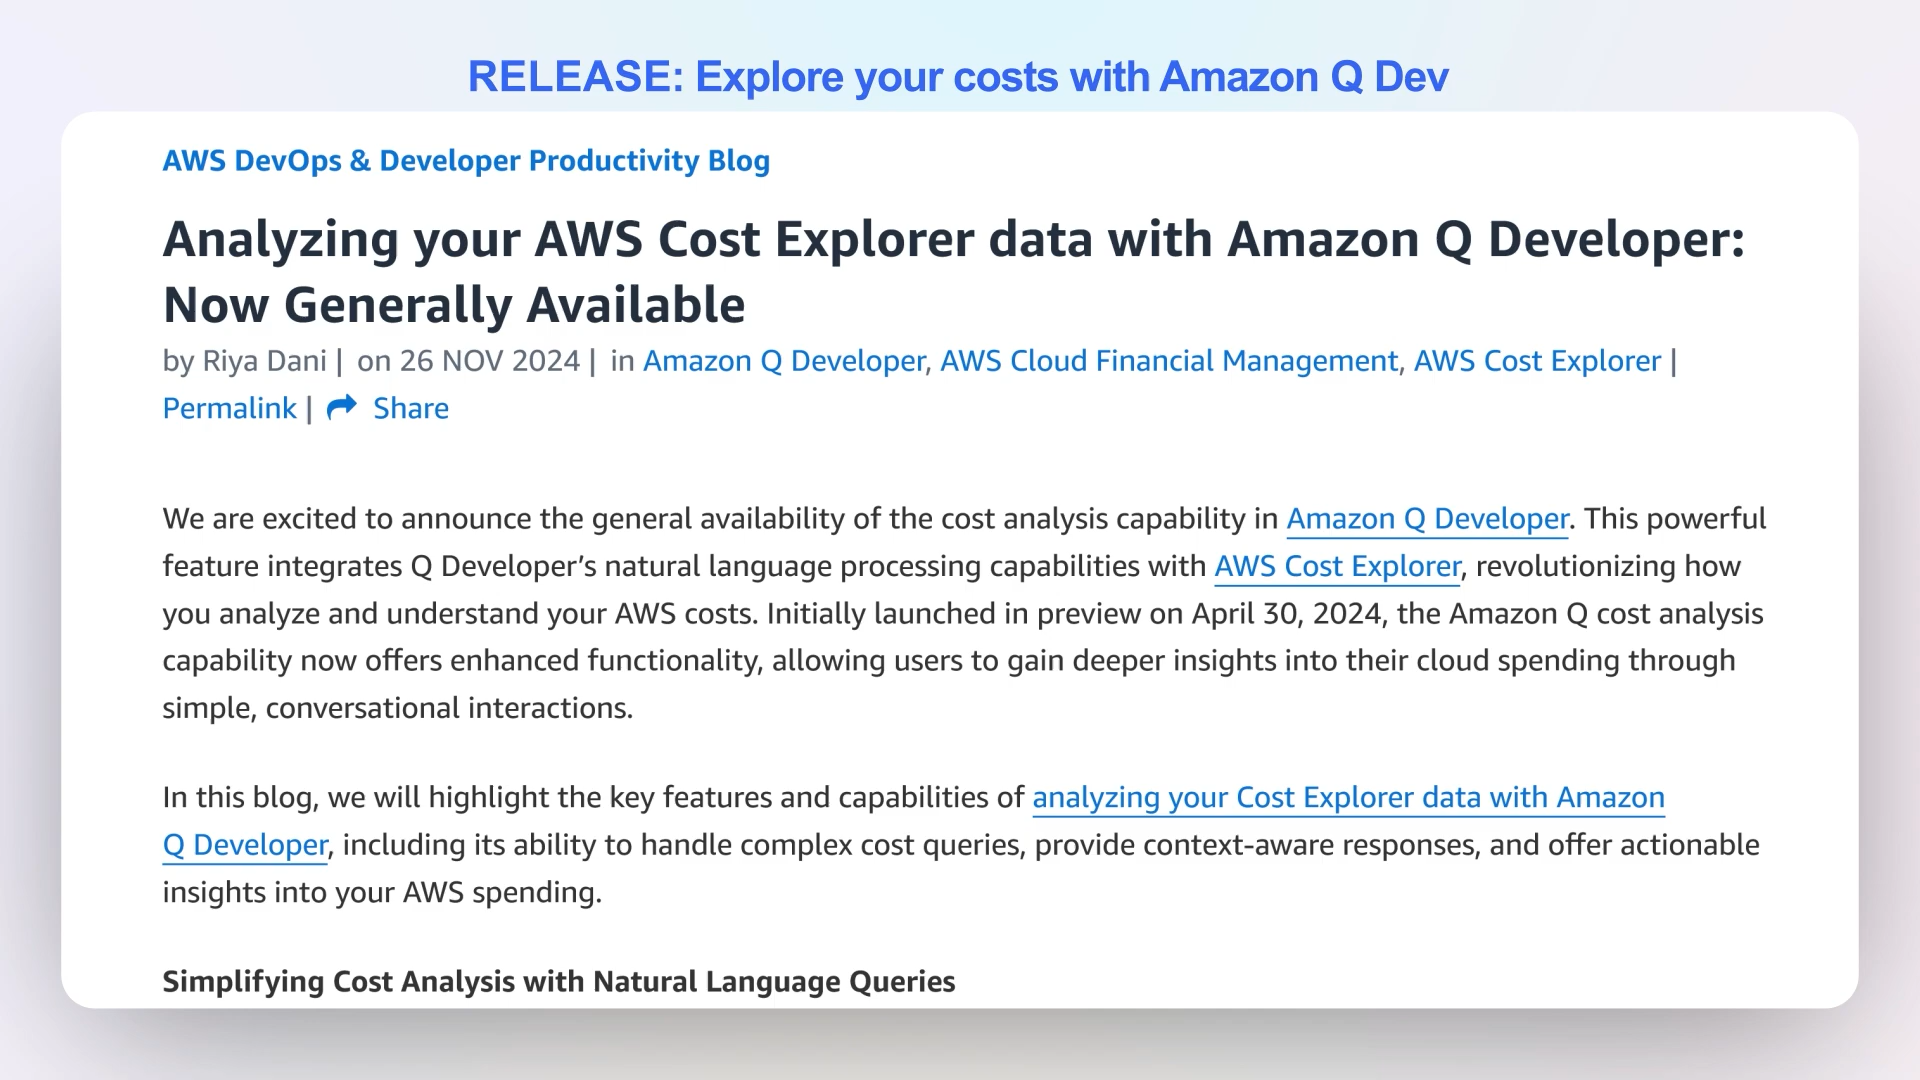 RELEASE: Explore your costs with Amazon Q Dev
AWS DevOps & Developer Productivity Blog
Analyzing your AWS Cost Explorer data with Amazon Q Developer:
Now Generally Available
by Riya Dani | on 26 NOV 2024 | in Amazon Q Developer, AWS Cloud Financial Management, AWS Cost Explorer |
Permalink | Share
We are excited to announce the general availability of the cost analysis capability in Amazon Q Developer. This powerful
feature integrates Q Developer’s natural language processing capabilities with AWS Cost Explorer, revolutionizing how
you analyze and understand your AWS costs. Initially launched in preview on April 30, 2024, the Amazon Q cost analysis
capability now offers enhanced functionality, allowing users to gain deeper insights into their cloud spending through
simple, conversational interactions.
In this blog, we will highlight the key features and capabilities of analyzing your Cost Explorer data with Amazon
Q Developer, including its ability to handle complex cost queries, provide context-aware responses, and offer actionable
insights into your AWS spending.
Simplifying Cost Analysis with Natural Language Queries